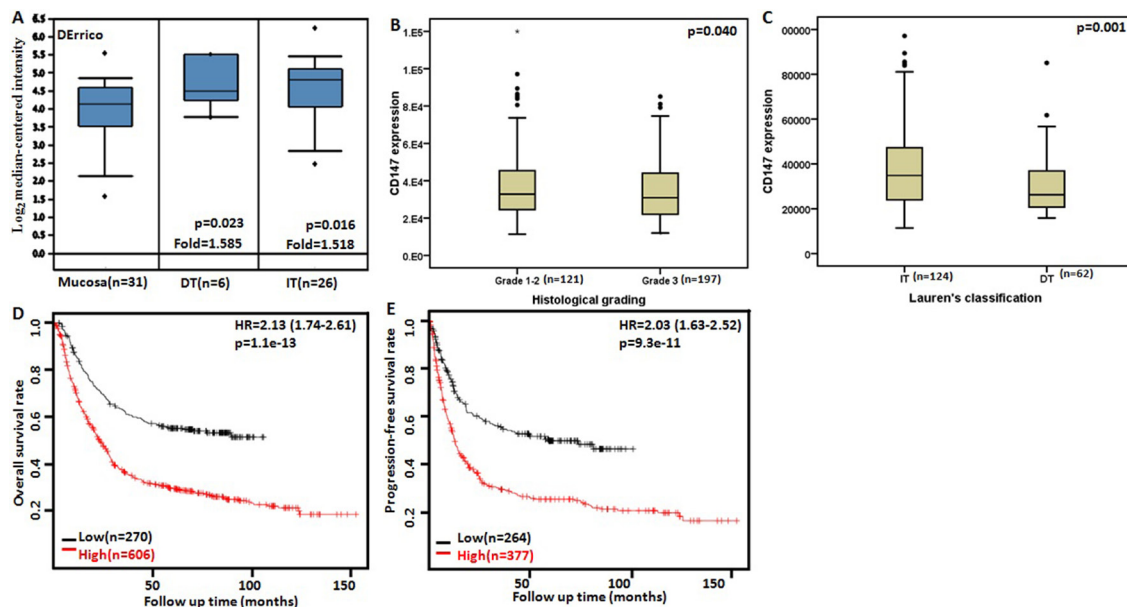 A
DErrico
Log2 median-centered intensity
6.5
6.0
5.5
5.0
4.5
4.0
3.5
3.0
2.5
2.0
1.5
1.0
0.5
0.0
p=0.023
Fold=1.585
p=0.016
Fold=1.518
Mucosa(n=31) DT(n=6) IT(n=26)
B
p=0.040
CD147 expression
1.E5
1.E5
8.E4
6.E4
4.E4
2.E4
0.E0
Grade 1-2 (n=121) Grade 3 (n=197)
Histological grading
C
p=0.001
CD147 expression
00000
80000
60000
40000
20000
0
IT (n=124) DT (n=62)
Lauren's classification
D
HR=2.13 (1.74-2.61)
p=1.1e-13
Overall survival rate
1.0
0.8
0.6
0.4
0.2
Low(n=270)
High(n=606)
50 100 150
Follow up time (months)
E
HR=2.03 (1.63-2.52)
p=9.3e-11
Progression-free survival rate
1.0
0.8
0.6
0.4
0.2
Low(n=264)
High(n=377)
50 100 150
Follow up time (months)